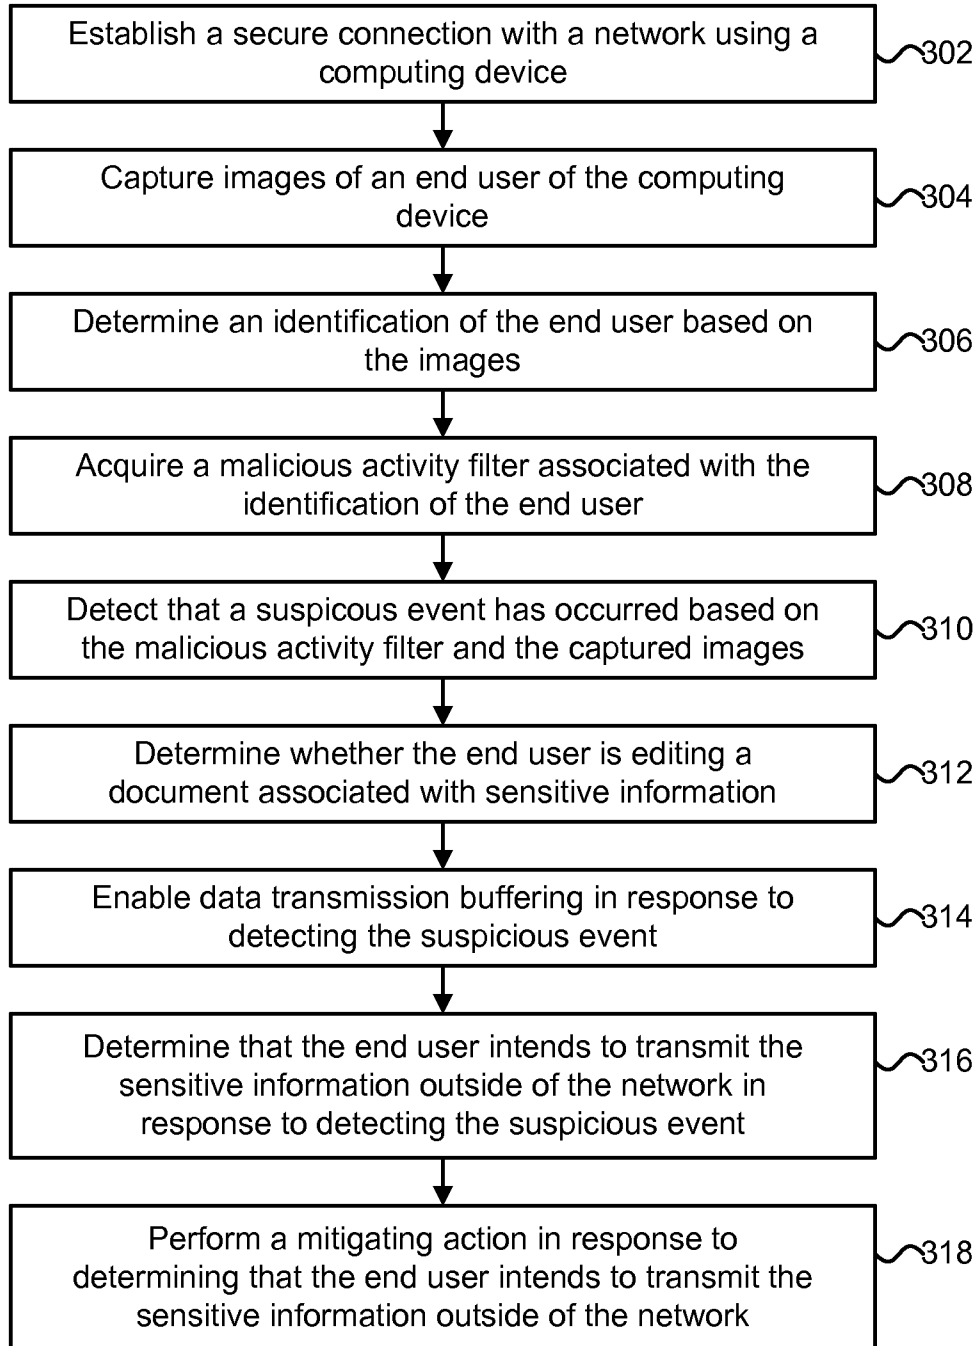 Establish a secure connection with a network using a
computing device
302
Capture images of an end user of the computing
device
304
Determine an identification of the end user based on
the images
306
Acquire a malicious activity filter associated with the
identification of the end user
308
Detect that a suspicous event has occurred based on
the malicious activity filter and the captured images
310
Determine whether the end user is editing a
document associated with sensitive information
312
Enable data transmission buffering in response to
detecting the suspicious event
314
Determine that the end user intends to transmit the
sensitive information outside of the network in
response to detecting the suspicious event
316
Perform a mitigating action in response to
determining that the end user intends to transmit the
sensitive information outside of the network
318